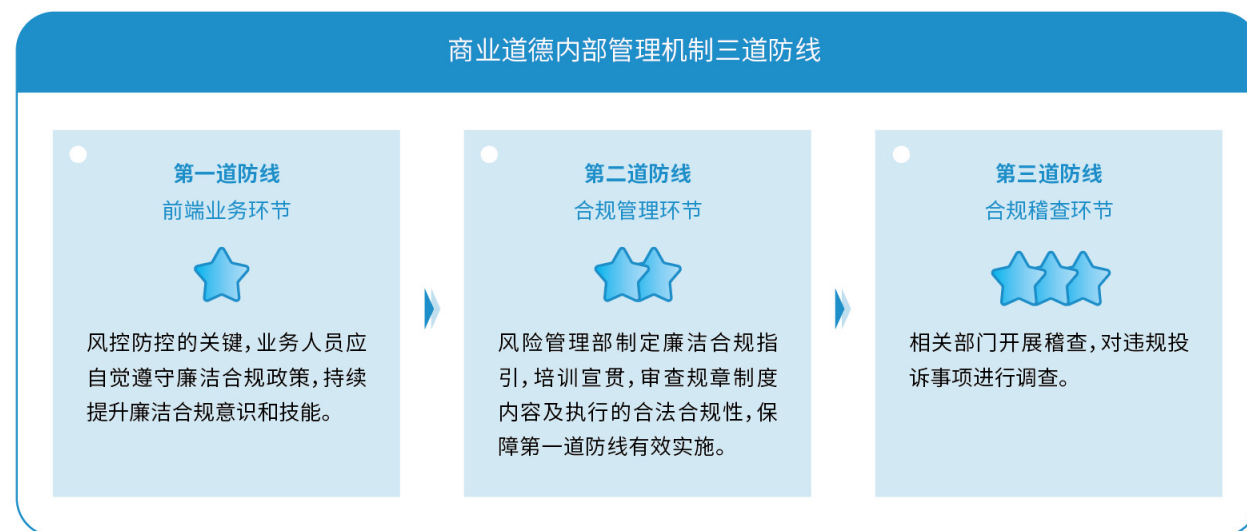 商业道德内部管理机制三道防线
第一道防线
前端业务环节
风控防控的关键，业务人员应
自觉遵守廉洁合规政策，持续
提升廉洁合规意识和技能。
第二道防线
合规管理环节
风险管理部制定廉洁合规指
引，培训宣贯，审查规章制度
内容及执行的合法合规性，保
障第一道防线有效实施。
第三道防线
合规稽查环节
相关部门开展稽查，对违规投
诉事项进行调查。